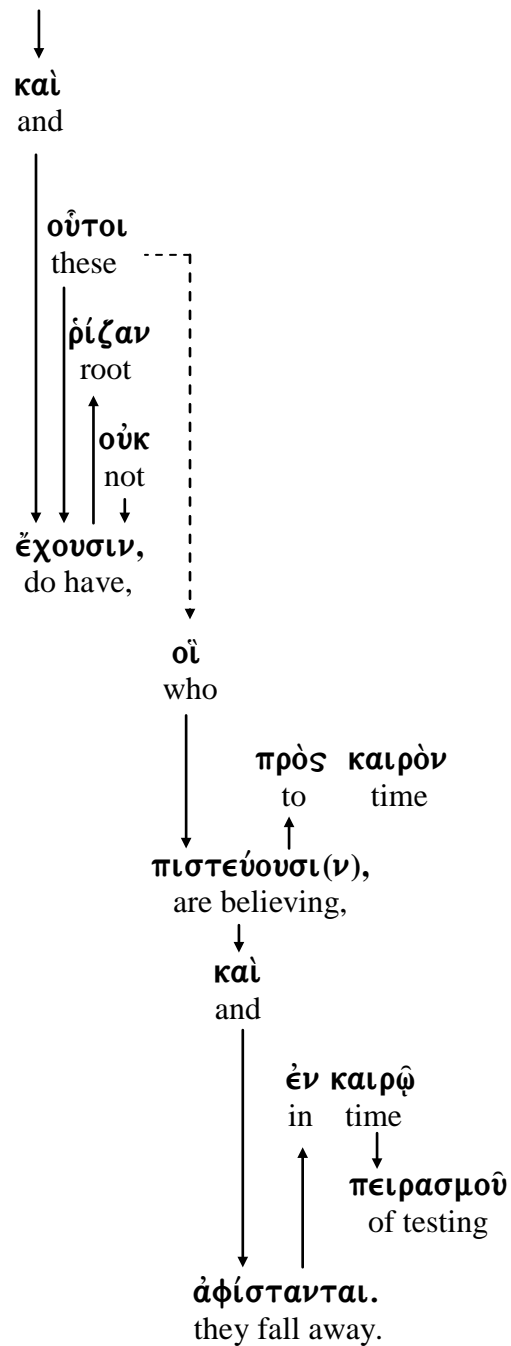 καὶ
and
οὗτοι
these
ῥίζαν
root
οὐκ
not
ἔχουσιν,
do have,
οἳ
who
πρὸς καιρὸν
to time
πιστεύουσι(ν),
are believing,
καὶ
and
ἐν καιρῷ
in time
πειρασμοῦ
of testing
ἀφίστανται.
they fall away.